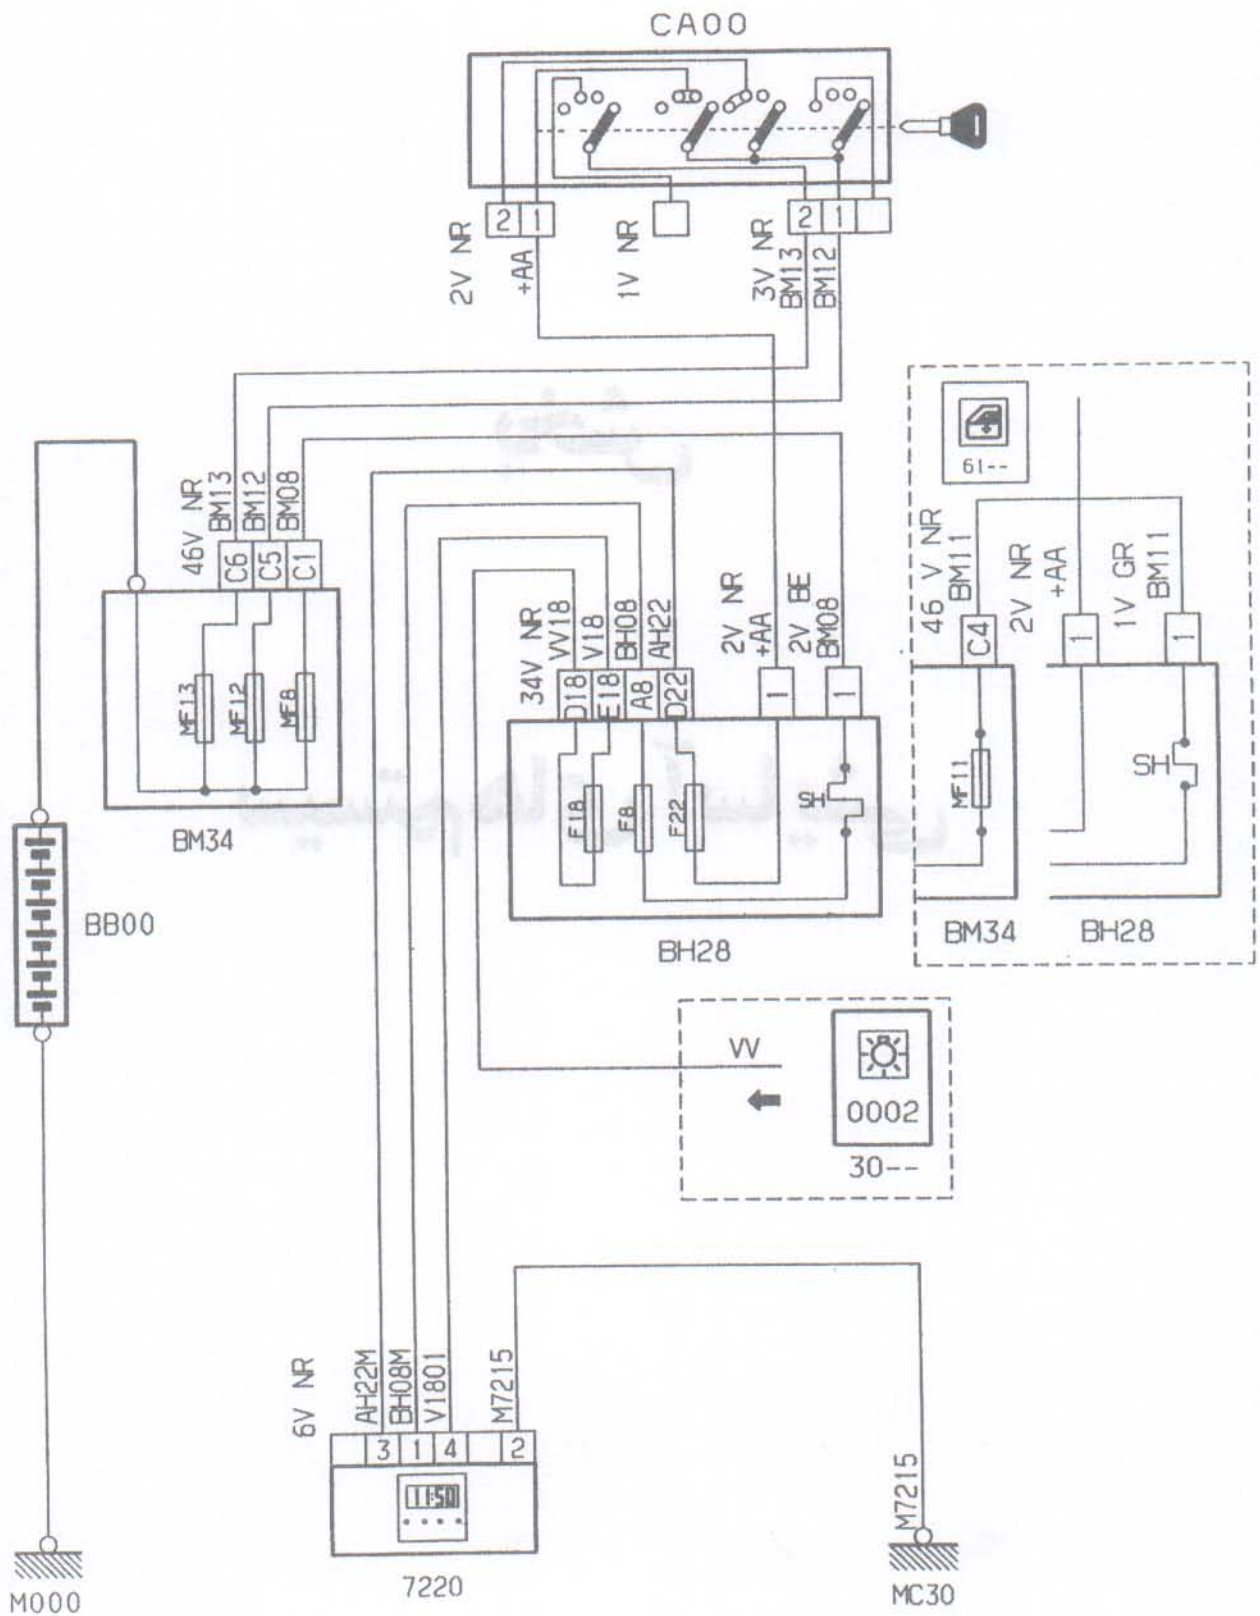 CA00
2 1
2 1
2V NR
+AA
1V NR
3V NR
BM13
BM12
61--
46V NR
BM13
BM12
BM08
C6 C5 C1
MF13
MF12
MF8
BM34
34V NR
VV18
V18
BH08
AH22
2V NR
+AA
2V BE
BM08
D18 E18 A8 D22
1
1
F18
F8
F22
SH
BH28
46 V NR
BM11
2V NR
+AA
1V GR
BM11
C4
1
1
MF11
SH
BM34
BH28
BB00
VV
0002
30--
6V NR
AH22M
BH08M
V1801
M7215
3 1 4 2
11:50
7220
M7215
M000
MC30